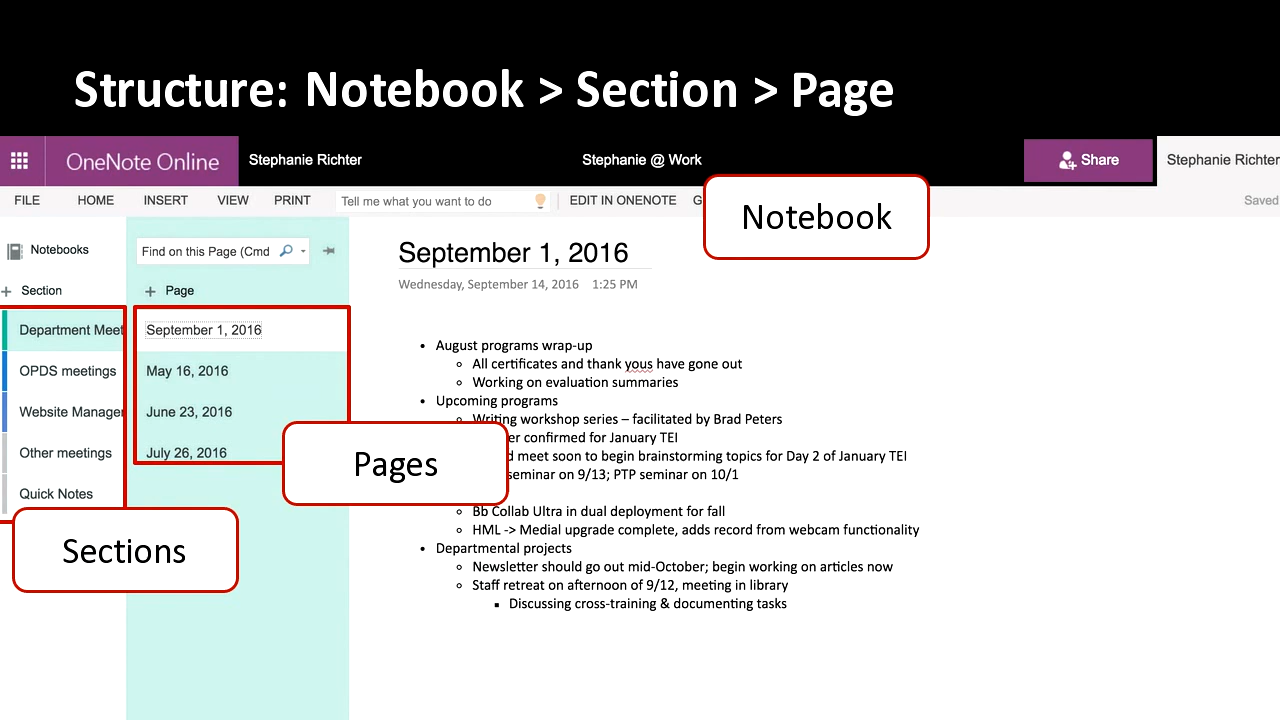 Structure: Notebook > Section > Page
OneNote Online
Stephanie Richter
Stephanie @ Work
Share
Stephanie Richter
FILE
HOME
INSERT
VIEW
PRINT
Tell me what you want to do
EDIT IN ONENOTE
Saved
Notebook
Notebooks
Find on this Page (Cmd
Section
Page
Department Meet
OPDS meetings
Website Manager
Other meetings
Quick Notes
Sections
September 1, 2016
May 16, 2016
June 23, 2016
July 26, 2016
Pages
September 1, 2016
Wednesday, September 14, 2016 1:25 PM
• August programs wrap-up
◦ All certificates and thank yous have gone out
◦ Working on evaluation summaries
• Upcoming programs
◦ Writing workshop series – facilitated by Brad Peters
confirmed for January TEI
meet soon to begin brainstorming topics for Day 2 of January TEI
seminar on 9/13; PTP seminar on 10/1
◦ Bb Collab Ultra in dual deployment for fall
◦ HML -> Medial upgrade complete, adds record from webcam functionality
• Departmental projects
◦ Newsletter should go out mid-October; begin working on articles now
◦ Staff retreat on afternoon of 9/12, meeting in library
▪ Discussing cross-training & documenting tasks